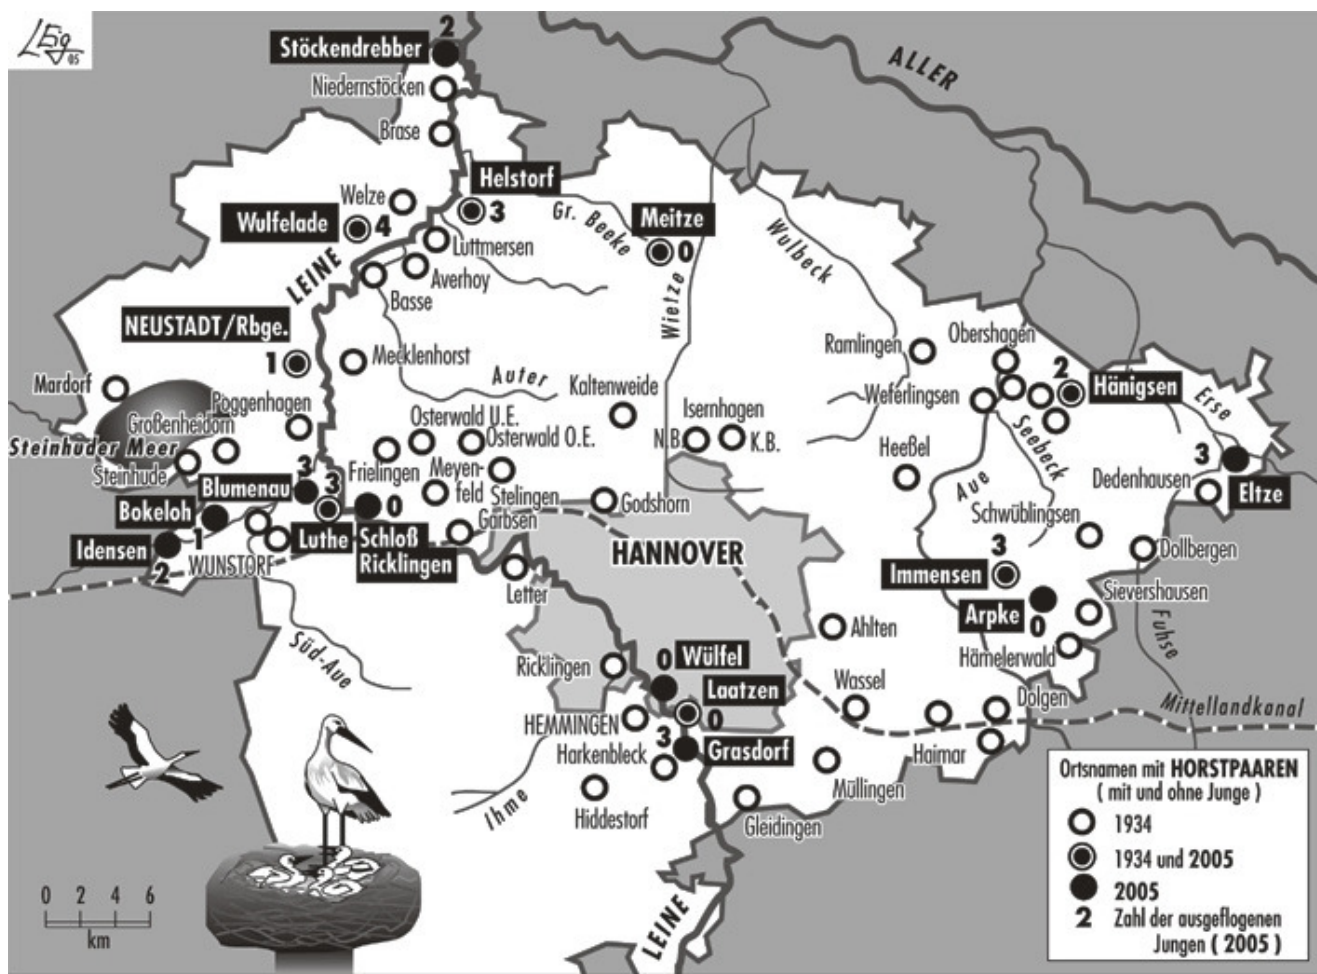 LEig
05
2
Stöckendrebber
Niedernstöcken
ALLER
Brase
Helstorf
3
Welze
Gr. Beeke
Meitze
0
Wulfelade
4
Wulbeck
Luttmersen
LEINE
Averhoy
Basse
Wietze
NEUSTADT/Rbge.
1
Mecklenhorst
Ramlingen
Obershagen
2
Hänigsen
Mardorf
Auter
Kaltenweide
Weferlingsen
Erse
Poggenhagen
Großenheidorn
Osterwald U.E.
Isernhagen
Seebeck
Steinhuder Meer
Osterwald O.E.
N.B.
K.B.
Heeßel
3
Steinhude
Frielingen
Meyen-
feld
Stelingen
Aue
Dedenhausen
Eltze
Blumenau
3
3
0
Godshorn
Schwüblingsen
Bokeloh
1
Garbsen
Idensen
2
WUNSTORF
Luthe
Schloß
Ricklingen
HANNOVER
3
Dollbergen
Immensen
Letter
Arpke
0
Sievershausen
Ahlten
Fuhse
Süd-Aue
Hämelerwald
Ricklingen
0
Wülfel
Laatzen
0
Wassel
Dolgen
Mittellandkanal
HEMMINGEN
3
Grasdorf
Harkenbleck
Haimar
Müllingen
Ihme
Hiddestorf
Gleidingen
LEINE
0 2 4 6
km
Ortsnamen mit HORSTPAAREN
( mit und ohne Junge )
1934
1934 und 2005
2005
2 Zahl der ausgeflogenen
Jungen ( 2005 )